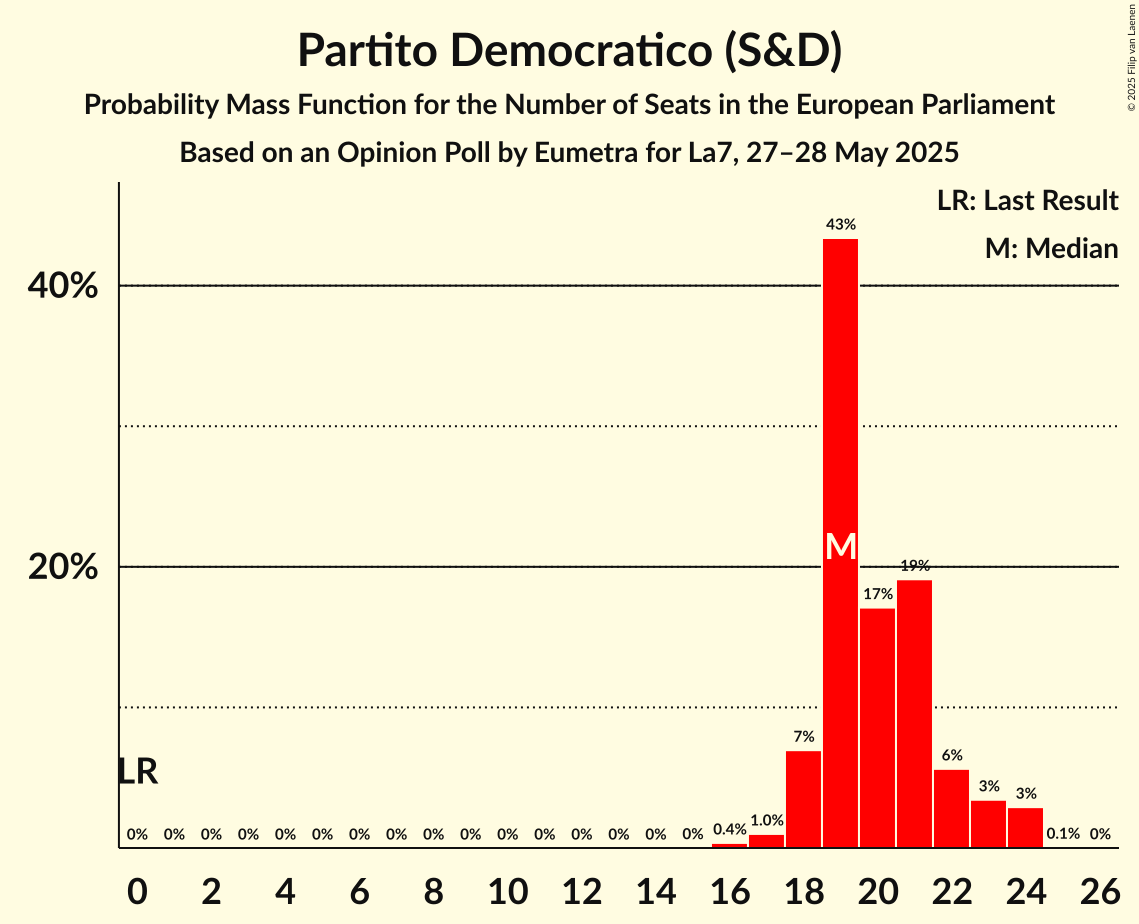 Partito Democratico (S&D)
Probability Mass Function for the Number of Seats in the European Parliament
Based on an Opinion Poll by Eumetra for La7, 27–28 May 2025
© 2025 Filip van Laenen
LR: Last Result
M: Median
43%
40%
M
20%
19%
17%
7%
6%
LR
3%
3%
0% 0% 0% 0% 0% 0% 0% 0% 0% 0% 0% 0% 0% 0% 0% 0% 0.4% 1.0% 0.1% 0%
0 2 4 6 8 10 12 14 16 18 20 22 24 26